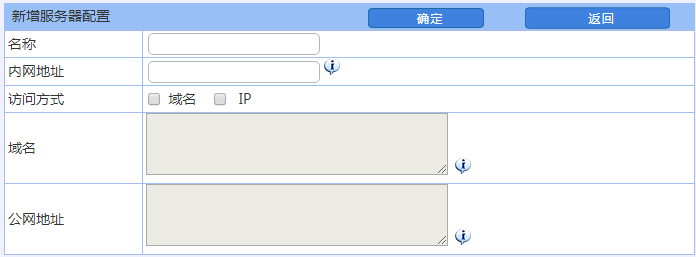 新增服务器配置 确定 返回
名称
内网地址
访问方式 域名 IP
域名
公网地址